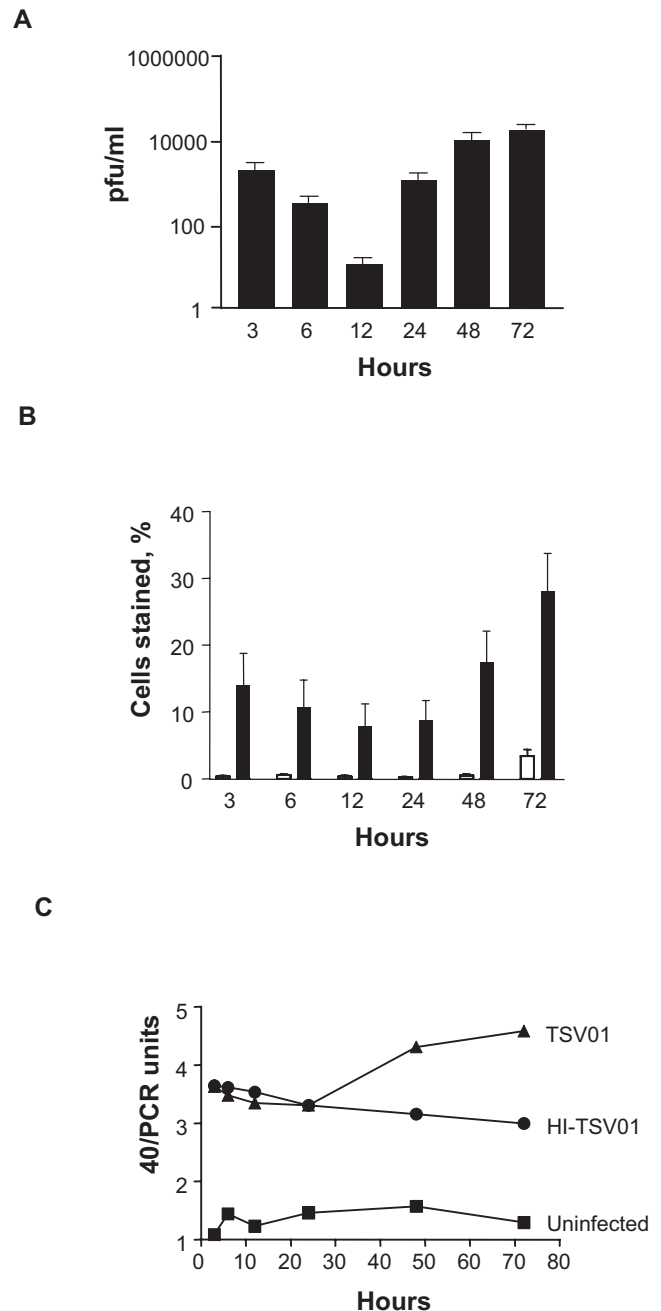 A
pfu/ml
1000000
10000
100
1
3 6 12 24 48 72
Hours
B
Cells stained, %
40
30
20
10
0
3 6 12 24 48 72
Hours
C
40/PCR units
5
4
3
2
1
TSV01
HI-TSV01
Uninfected
0 10 20 30 40 50 60 70 80
Hours